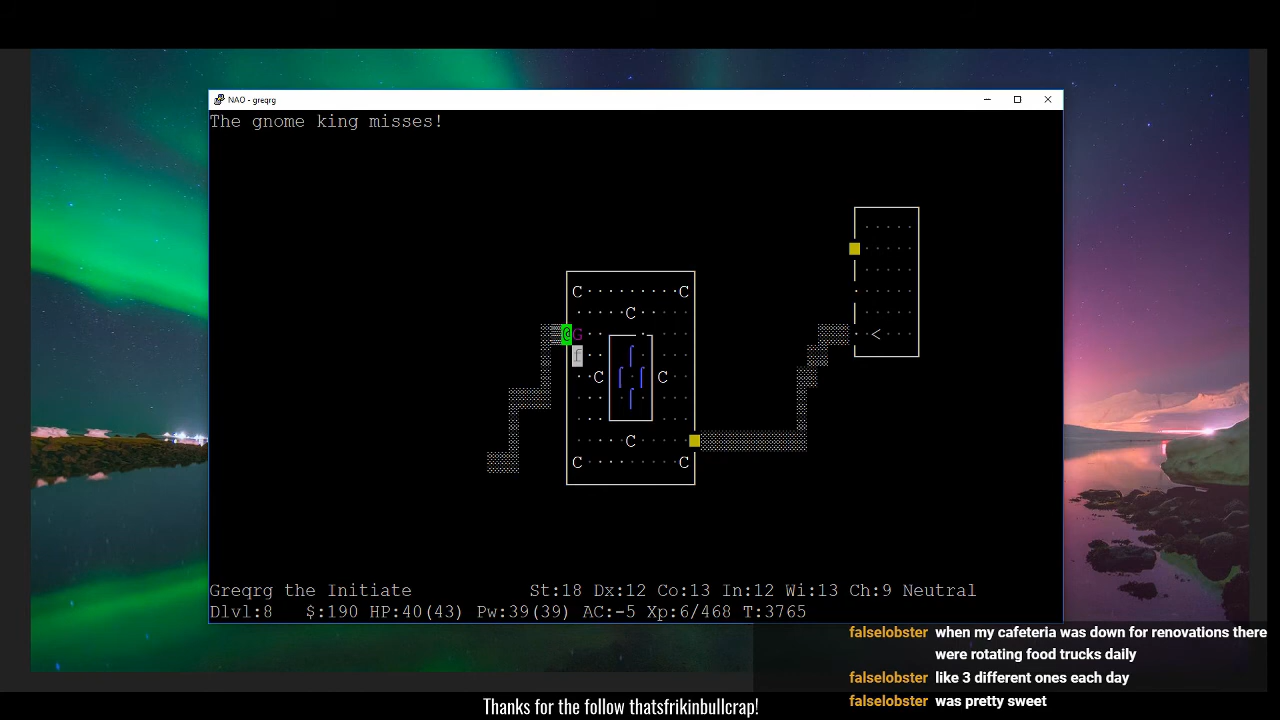 NAO - greqrg
The gnome king misses!
C·········C
·····C·····
@G
f
<
··C C··
·····C·····
C·········C
Greqrg the Initiate St:18 Dx:12 Co:13 In:12 Wi:13 Ch:9 Neutral
Dlvl:8 $:190 HP:40(43) Pw:39(39) AC:-5 Xp:6/468 T:3765
falselobster when my cafeteria was down for renovations there
were rotating food trucks daily
falselobster like 3 different ones each day
falselobster was pretty sweet
Thanks for the follow thatsfrikinbullcrap!